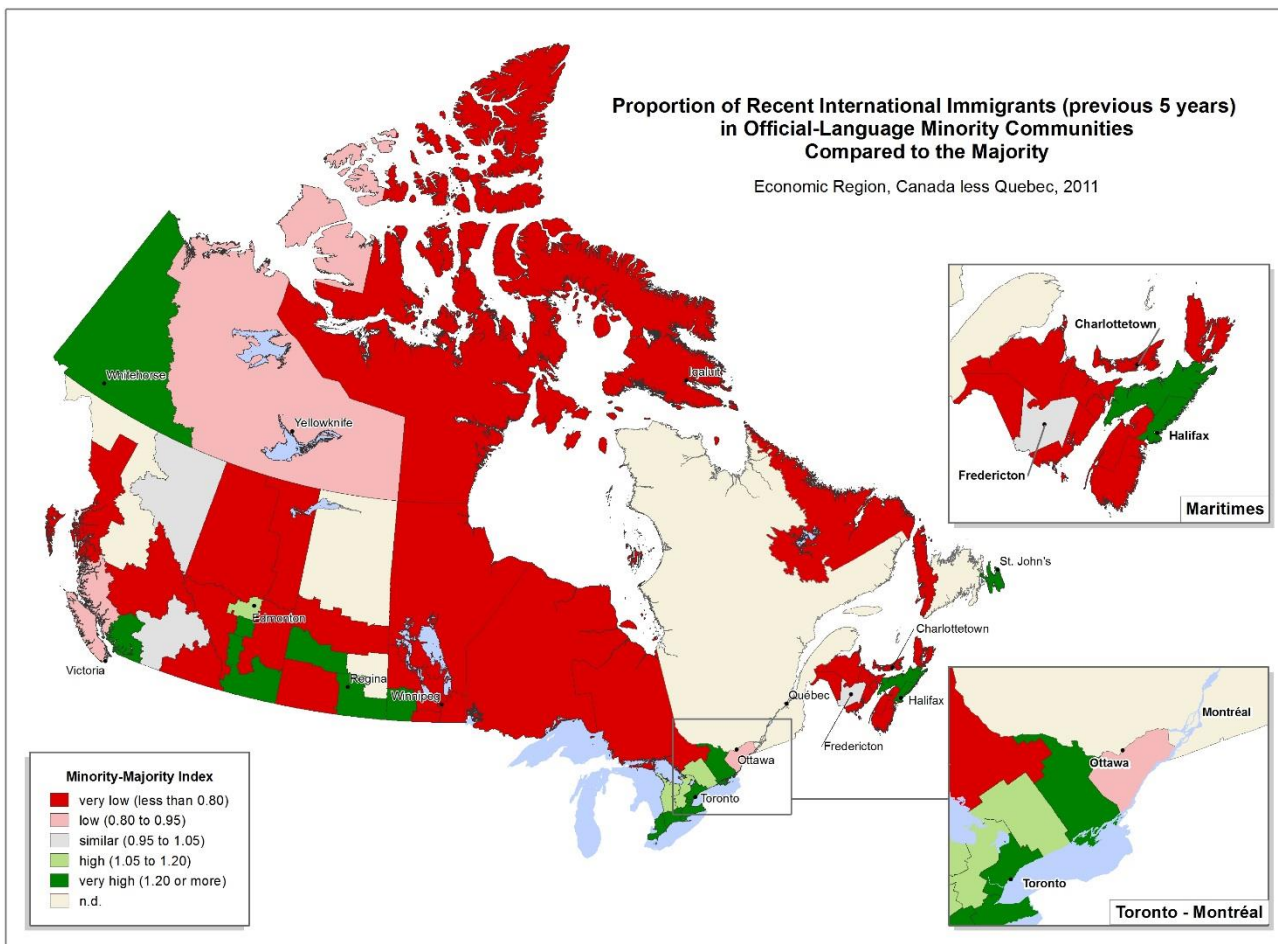 Proportion of Recent International Immigrants (previous 5 years)
in Official-Language Minority Communities
Compared to the Majority
Economic Region, Canada less Quebec, 2011
Whitehorse
Yellowknife
Iqaluit
Edmonton
Victoria
Regina
Winnipeg
St. John's
Charlottetown
Québec
Halifax
Fredericton
Ottawa
Toronto
Charlottetown
Halifax
Fredericton
Maritimes
Montréal
Ottawa
Toronto
Toronto - Montréal
Minority-Majority Index
very low (less than 0.80)
low (0.80 to 0.95)
similar (0.95 to 1.05)
high (1.05 to 1.20)
very high (1.20 or more)
n.d.